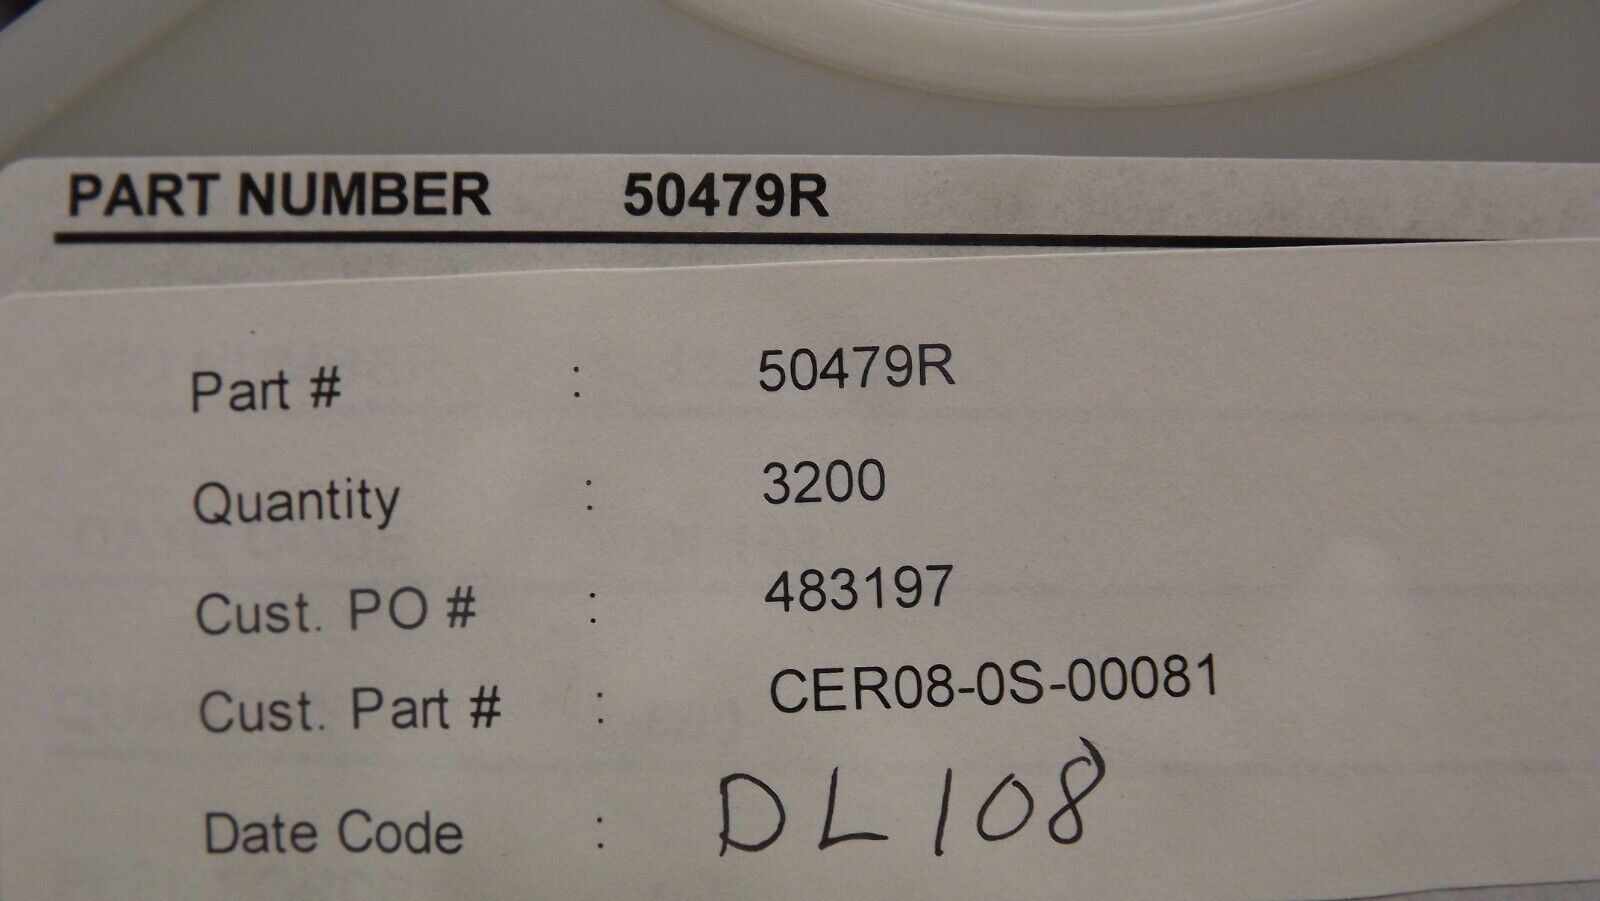 PART NUMBER 50479R
Part # : 50479R
Quantity : 3200
Cust. PO # : 483197
Cust. Part # : CER08-0S-00081
Date Code : DL108